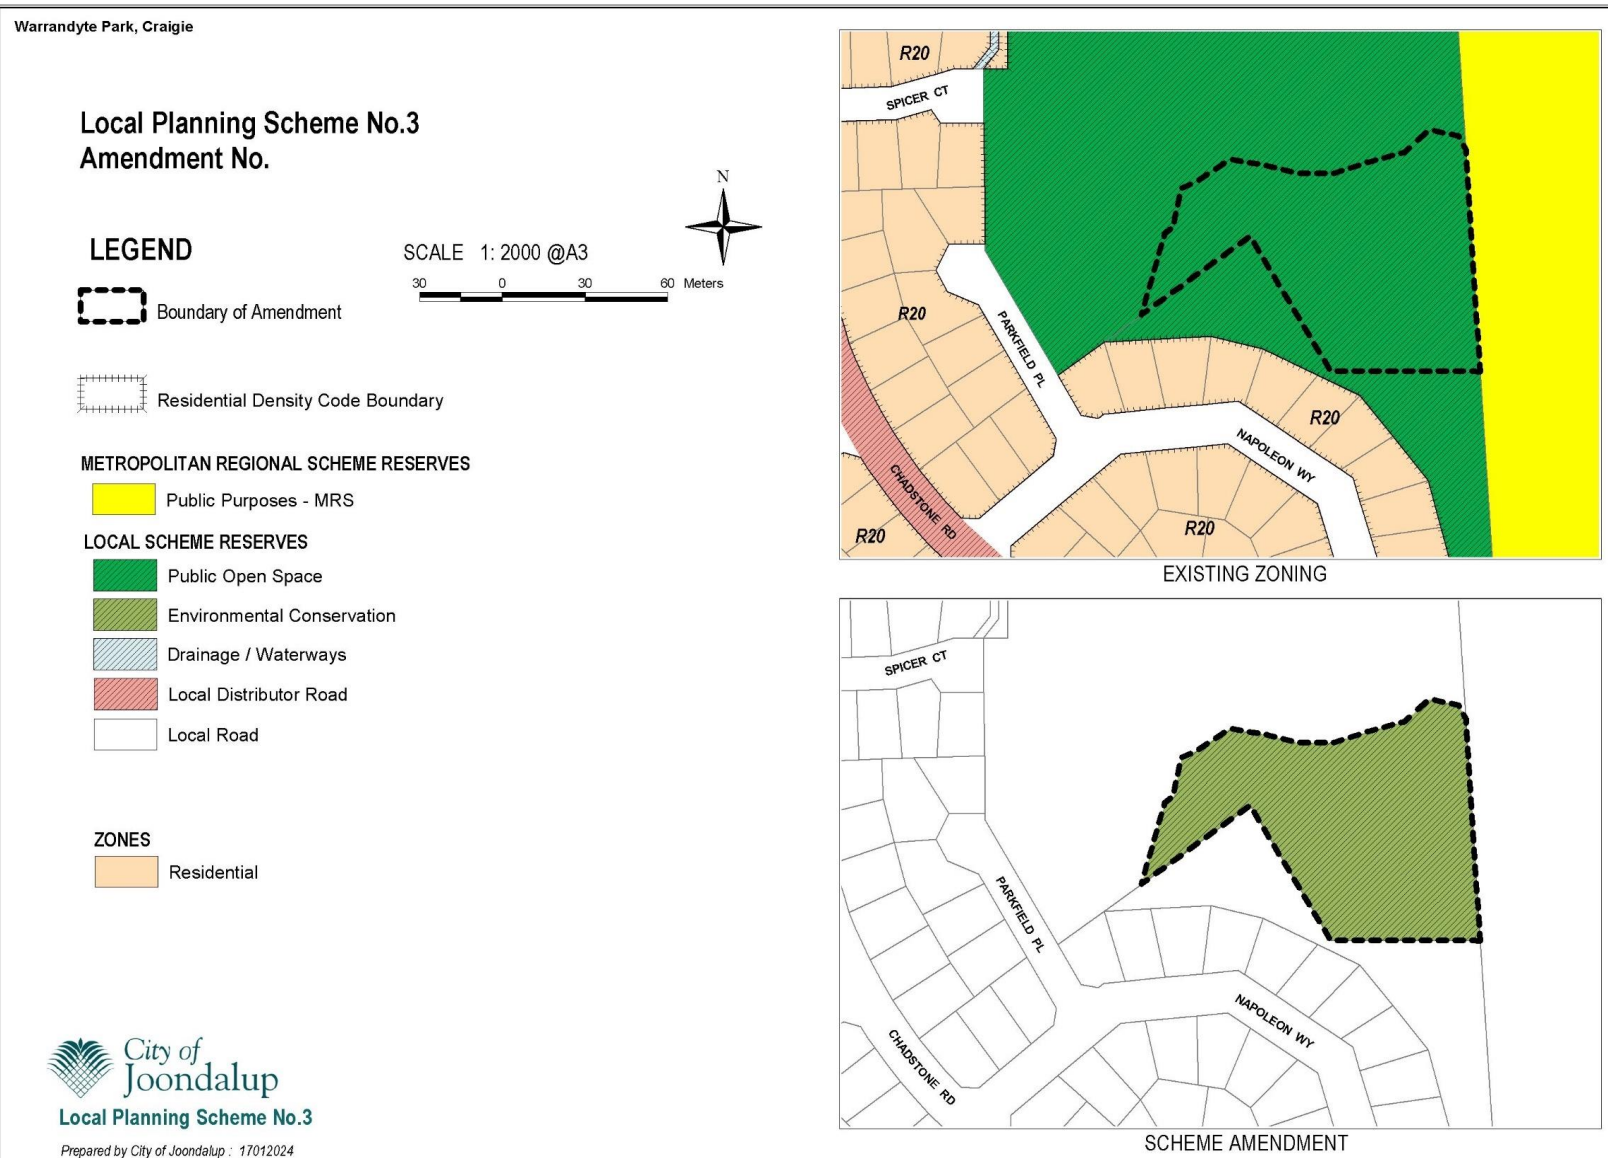 Warrandyte Park, Craigie
Local Planning Scheme No.3
Amendment No.
N
LEGEND
SCALE 1: 2000 @A3
30 0 30 60 Meters
Boundary of Amendment
Residential Density Code Boundary
METROPOLITAN REGIONAL SCHEME RESERVES
Public Purposes - MRS
LOCAL SCHEME RESERVES
Public Open Space
Environmental Conservation
Drainage / Waterways
Local Distributor Road
Local Road
ZONES
Residential
City of
Joondalup
Local Planning Scheme No.3
Prepared by City of Joondalup : 17012024
R20
SPICER CT
R20
PARKFIELD PL
R20
NAPOLEON WY
CHADSTONE RD
R20
R20
EXISTING ZONING
SPICER CT
PARKFIELD PL
NAPOLEON WY
CHADSTONE RD
SCHEME AMENDMENT